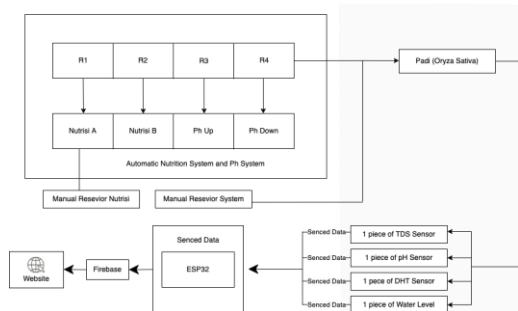 R1
R2
R3
R4
Padi (Oryza Sativa)
Nutrisi A
Nutrisi B
Ph Up
Ph Down
Automatic Nutrition System and Ph System
Manual Resevior Nutrisi
Manual Resevior System
Senced Data
ESP32
Firebase
Website
Senced Data
1 piece of TDS Sensor
Senced Data
1 piece of pH Sensor
Senced Data
1 pece of DHT Sensor
Senced Data
1 piece of Water Level